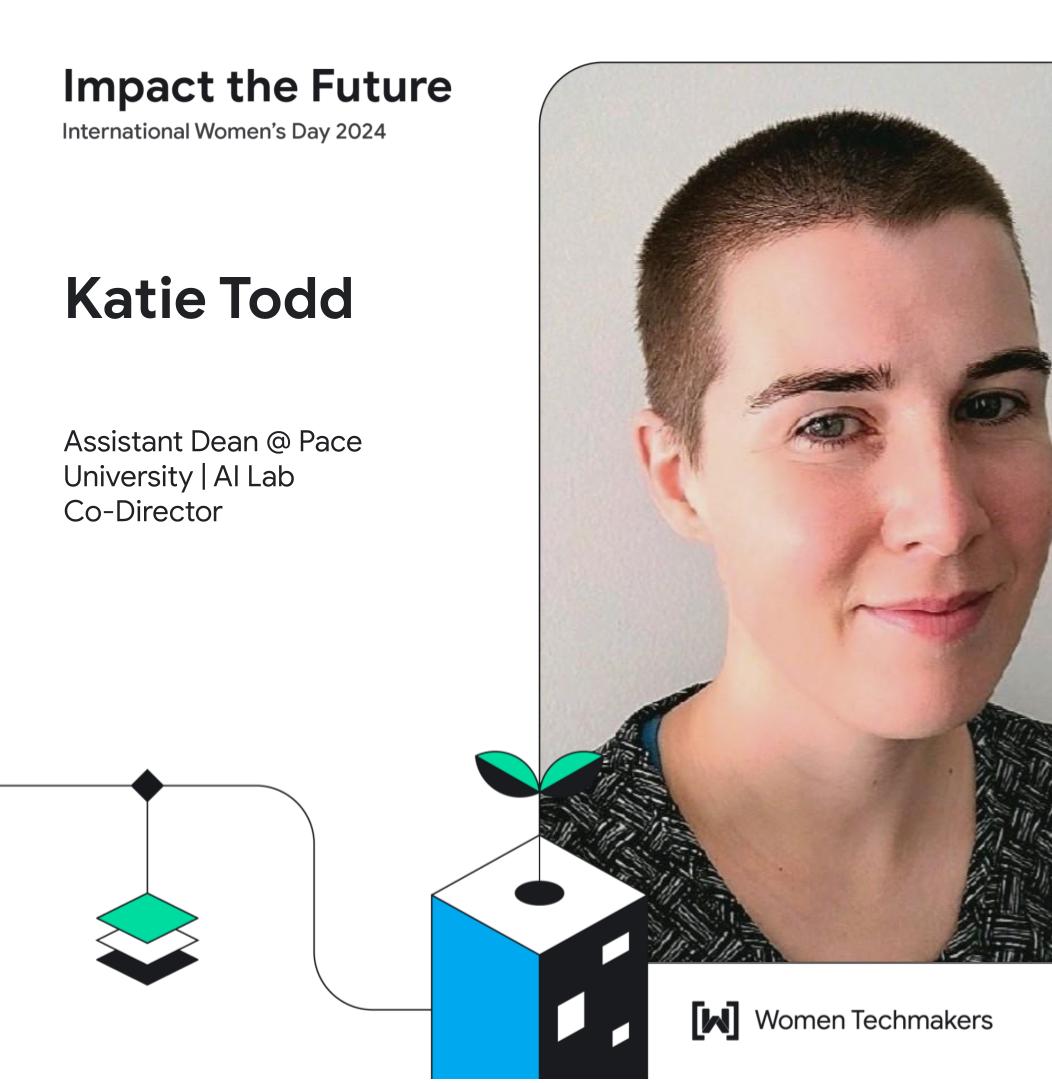 Impact the Future
International Women's Day 2024
Katie Todd
Assistant Dean @ Pace
University | AI Lab
Co-Director
[W] Women Techmakers